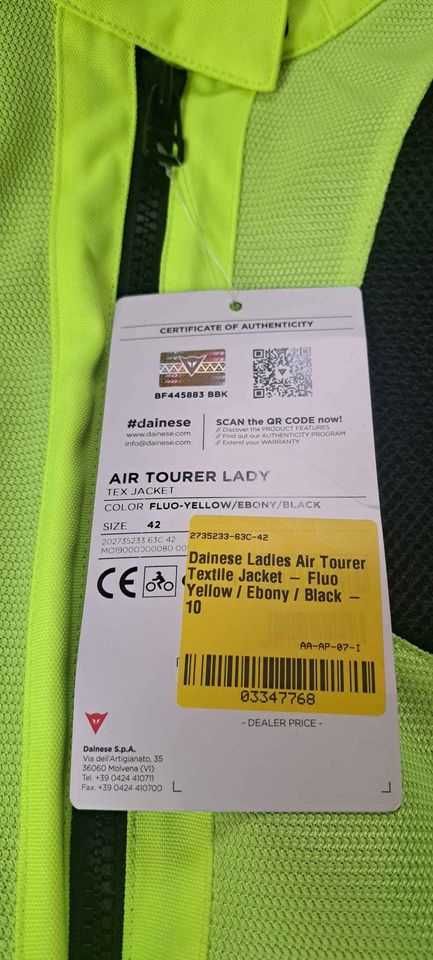 CERTIFICATE OF AUTHENTICITY
BF445883 BBK
#dainese
www.dainese.com
info@dainese.com
SCAN the QR CODE now!
// Discover the PRODUCT FEATURES
// Find out our AUTHENTICITY PROGRAM
// Extend your WARRANTY
AIR TOURER LADY
TEX JACKET
COLOR FLUO-YELLOW/EBONY/BLACK
SIZE 42
202735233 63C 42
MO19000000080 00
CE
2735233-63C-42
Dainese Ladies Air Tourer
Textile Jacket – Fluo
Yellow / Ebony / Black –
10
AA-AP-07-I
03347768
- DEALER PRICE -
Dainese S.p.A.
Via dell'Artigianato, 35
36060 Molvena (VI)
Tel. +39 0424 410711
Fax. +39 0424 410700